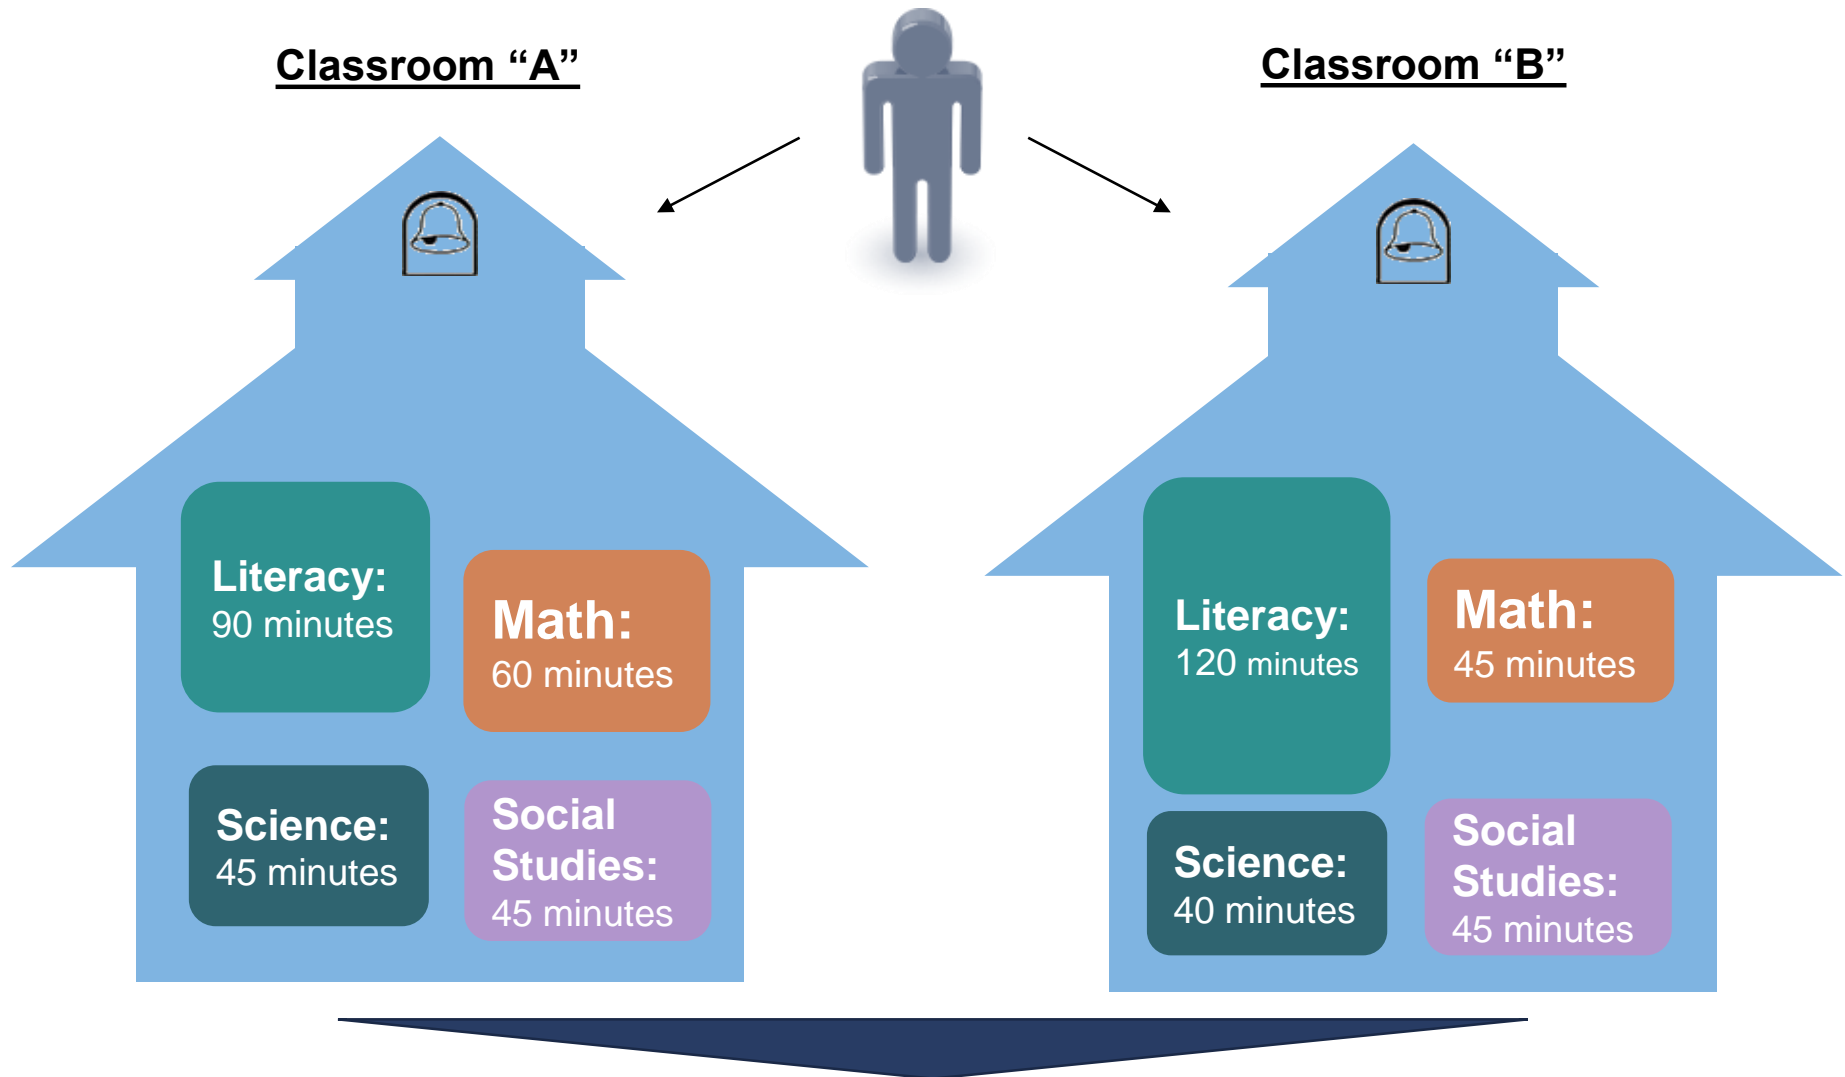 Classroom “A”
Classroom “B”
Literacy:
90 minutes
Math:
60 minutes
Science:
45 minutes
Social
Studies:
45 minutes
Literacy:
120 minutes
Math:
45 minutes
Science:
40 minutes
Social
Studies:
45 minutes